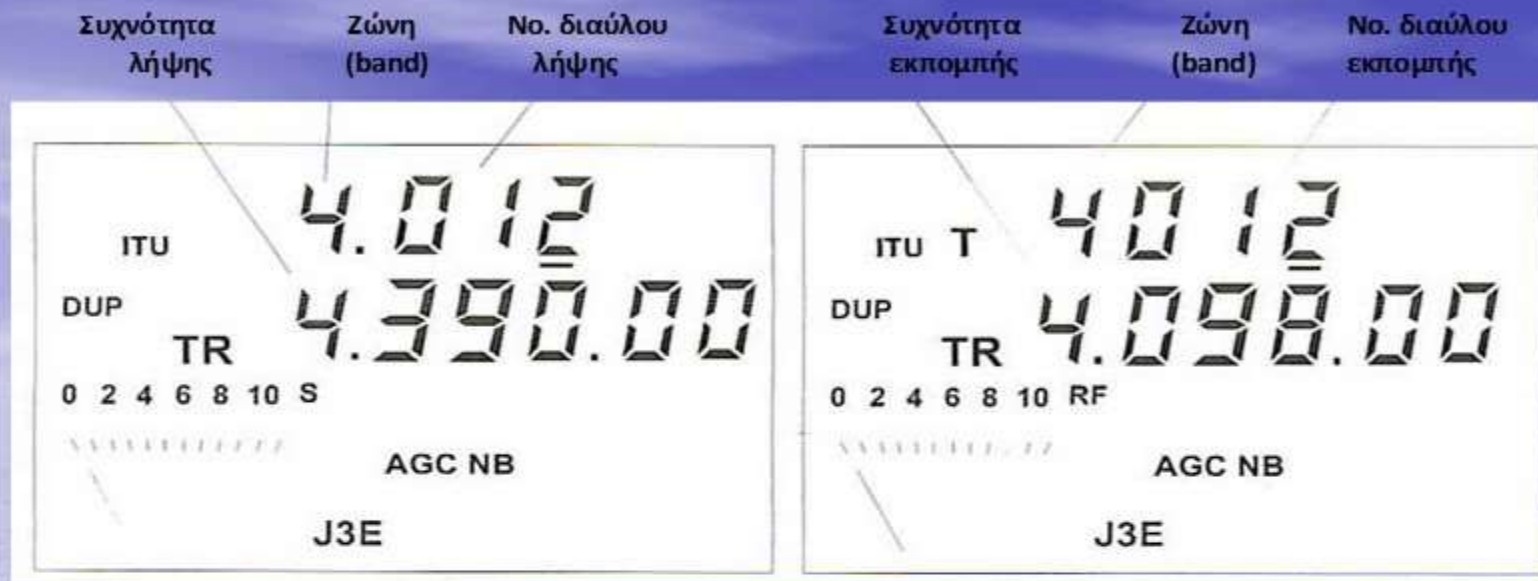 Συχνότητα λήψης
Ζώνη (band)
Νο. διαύλου λήψης
Συχνότητα εκπομπής
Ζώνη (band)
Νο. διαύλου εκπομπής
ITU 4.012
DUP TR 4.390.00
0 2 4 6 8 10 S
AGC NB
J3E
ITU T 4012
DUP TR 4.098.00
0 2 4 6 8 10 RF
AGC NB
J3E